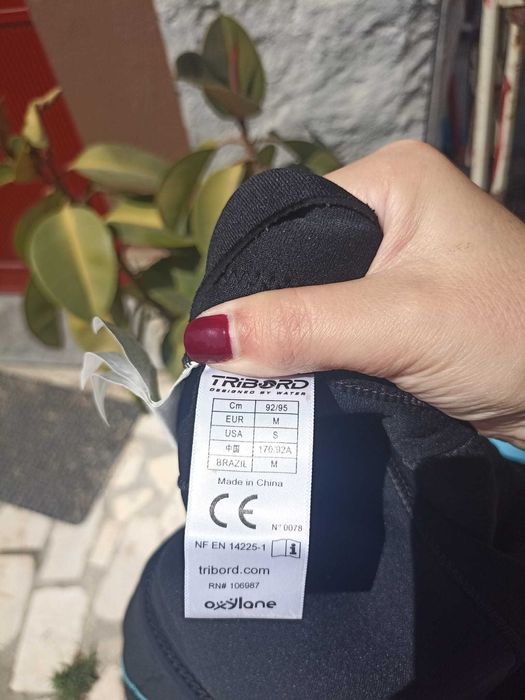 TRIBORD
DESIGNED BY WATER
Cm 92/95
EUR M
USA S
中国 170/92A
BRAZIL M
Made in China
CE
N° 0078
NF EN 14225-1 i
tribord.com
RN# 106987
oxylane